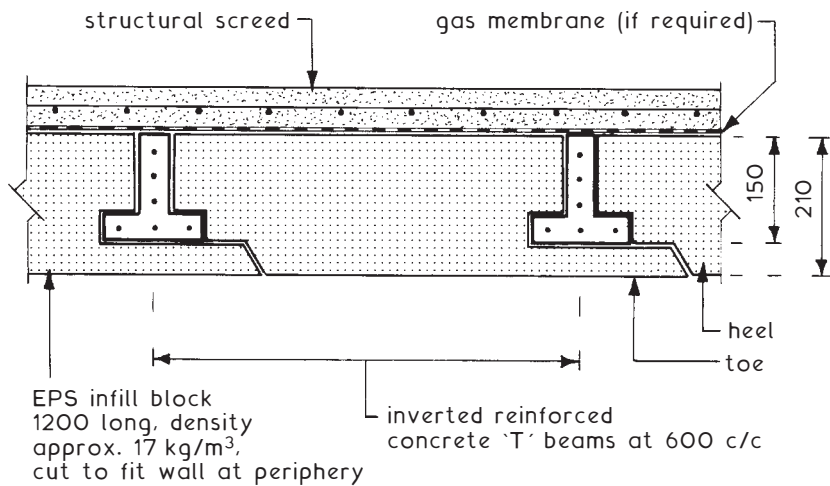 structural screed
gas membrane (if required)
150
210
heel
toe
EPS infill block
1200 long, density
approx. 17 kg/m³,
cut to fit wall at periphery
inverted reinforced
concrete ‵T′ beams at 600 c/c